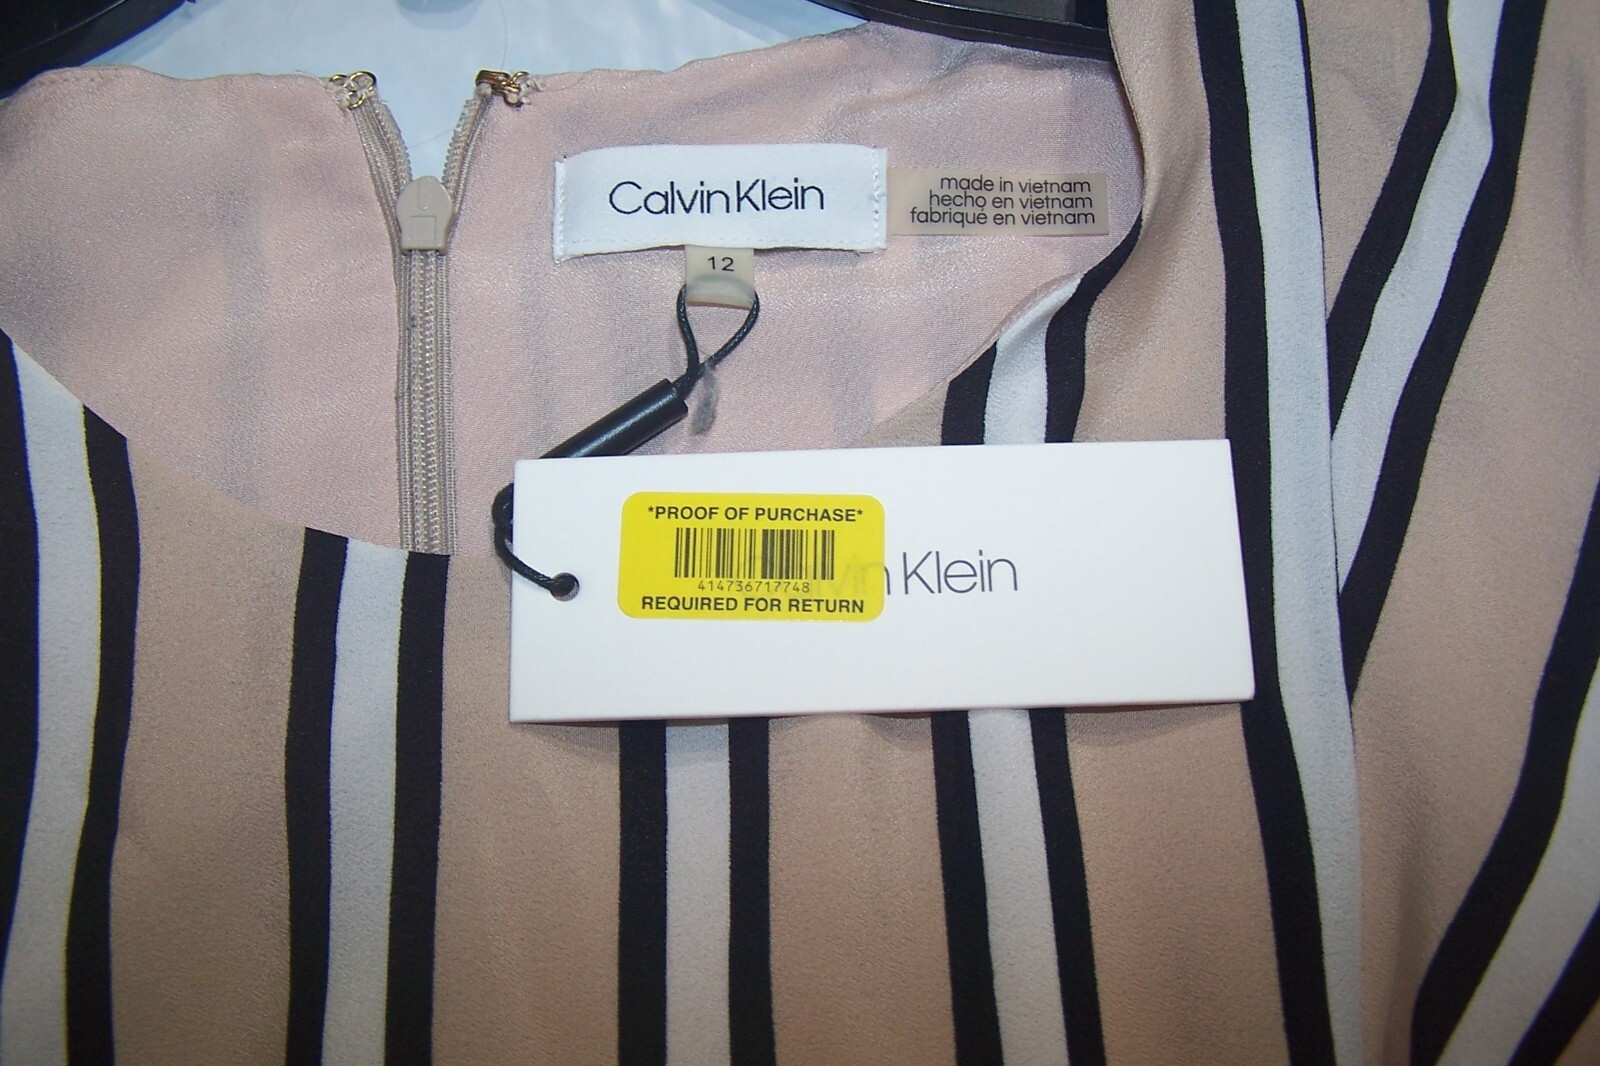 Calvin Klein
made in vietnam
hecho en vietnam
fabriqué en vietnam
12
*PROOF OF PURCHASE*
414736717748
REQUIRED FOR RETURN
Calvin Klein